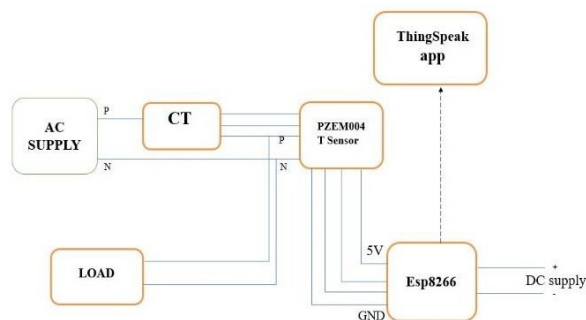 ThingSpeak
app
P
CT
AC
SUPPLY
PZEM004
T Sensor
P
N
N
5V
LOAD
Esp8266
+
DC supply
-
GND